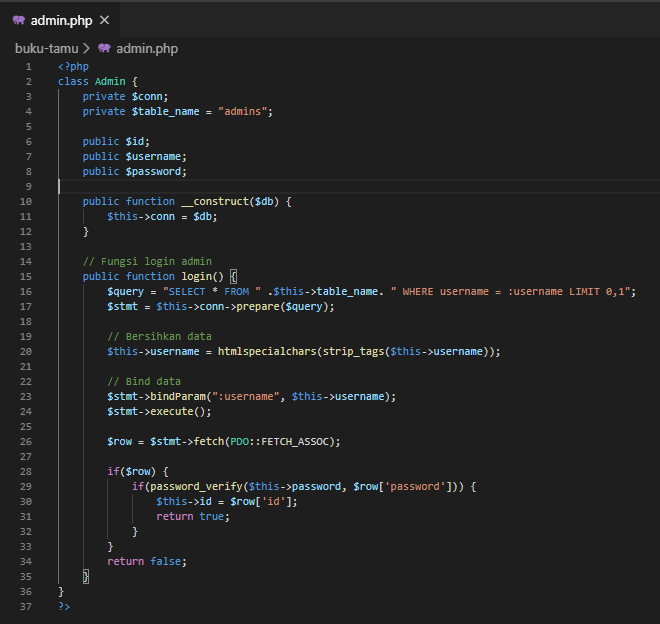 admin.php ×
buku-tamu > admin.php
1 <?php
2 class Admin {
3     private $conn;
4     private $table_name = "admins";
5
6     public $id;
7     public $username;
8     public $password;
9
10     public function __construct($db) {
11         $this->conn = $db;
12     }
13
14     // Fungsi login admin
15     public function login() {
16         $query = "SELECT * FROM " .$this->table_name. " WHERE username = :username LIMIT 0,1";
17         $stmt = $this->conn->prepare($query);
18
19         // Bersihkan data
20         $this->username = htmlspecialchars(strip_tags($this->username));
21
22         // Bind data
23         $stmt->bindParam(":username", $this->username);
24         $stmt->execute();
25
26         $row = $stmt->fetch(PDO::FETCH_ASSOC);
27
28         if($row) {
29             if(password_verify($this->password, $row['password'])) {
30                 $this->id = $row['id'];
31                 return true;
32             }
33         }
34         return false;
35     }
36 }
37 ?>